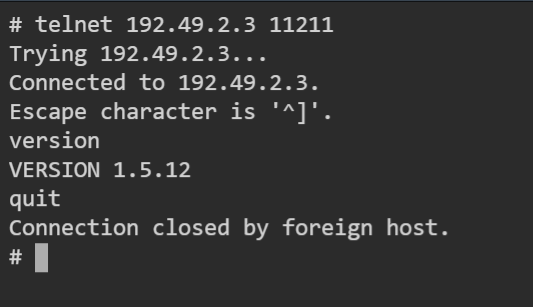 # telnet 192.49.2.3 11211
Trying 192.49.2.3...
Connected to 192.49.2.3.
Escape character is '^]'.
version
VERSION 1.5.12
quit
Connection closed by foreign host.
#